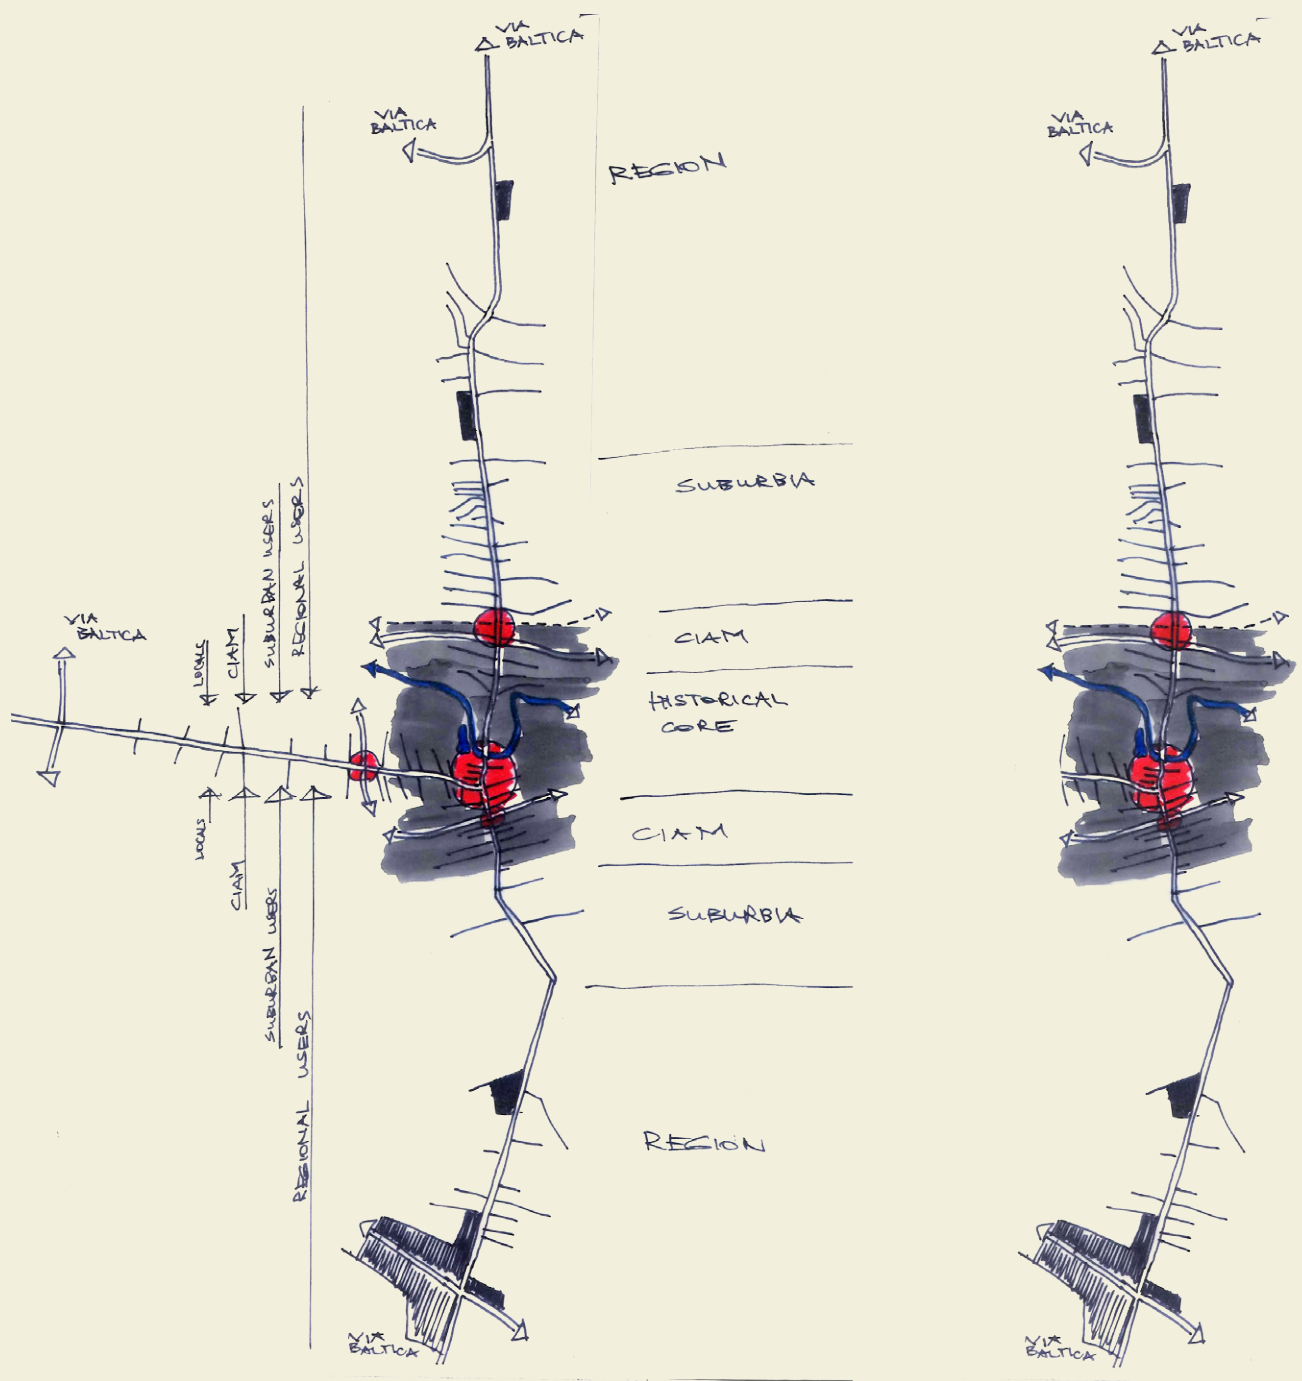 VIA
BALTICA
VIA
BALTICA
VIA
BALTICA
VIA
BALTICA
REGION
SUBURBIA
CIAM
HISTORICAL
CORE
CIAM
SUBURBIA
REGION
VIA
BALTICA
LOCALS
CIAM
SUBURBAN USERS
REGIONAL USERS
LOCALS
CIAM
SUBURBAN USERS
REGIONAL USERS
VIA
BALTICA
VIA
BALTICA